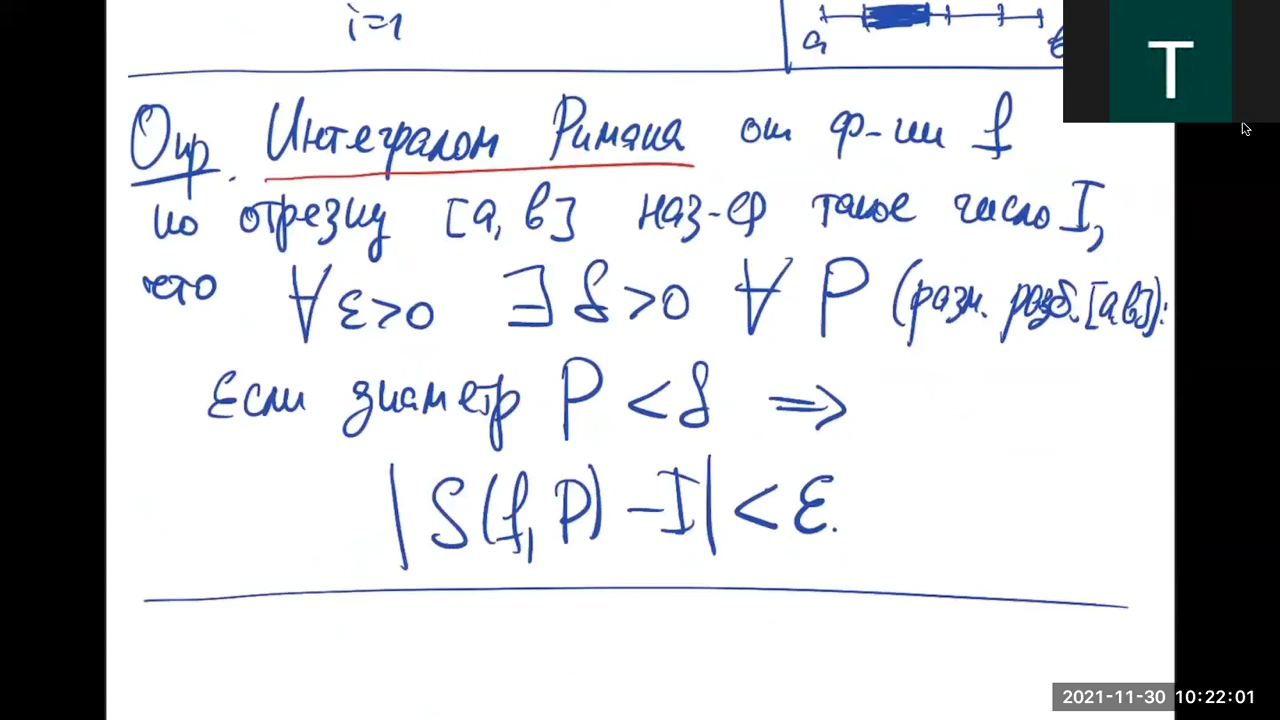 i=1
a
b
T
Опр. Интегралом Римана от ф-ии f
по отрезку [a, b] наз-ся такое число I,
что ∀ ε>0 ∃ δ>0 ∀ P (разм. разб. [a,b]):
Если диаметр P < δ ⇒
|S(f, P) - I| < ε.
2021-11-30 10:22:01